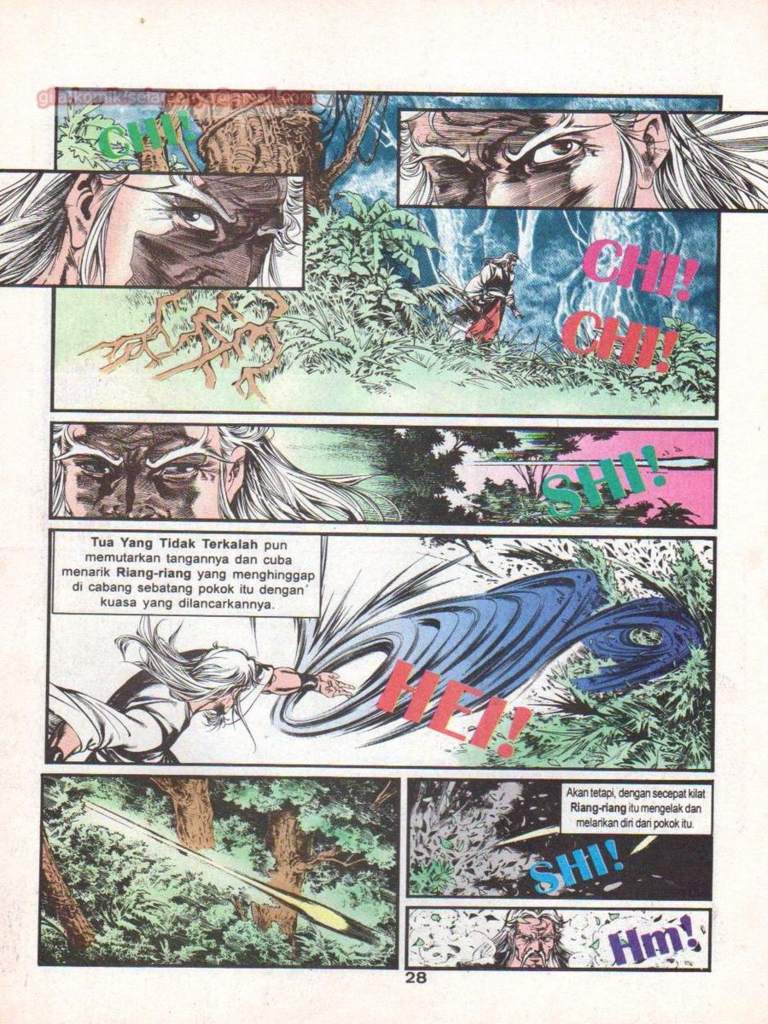 CHI!
CHI!
CHI!
SHI!
Tua Yang Tidak Terkalah pun
memutarkan tangannya dan cuba
menarik Riang-riang yang menghinggap
di cabang sebatang pokok itu dengan
kuasa yang dilancarkannya.
HEI!
Akan tetapi, dengan secepat kilat
Riang-riang itu mengelak dan
melarikan diri dari pokok itu.
SHI!
Hm!
28